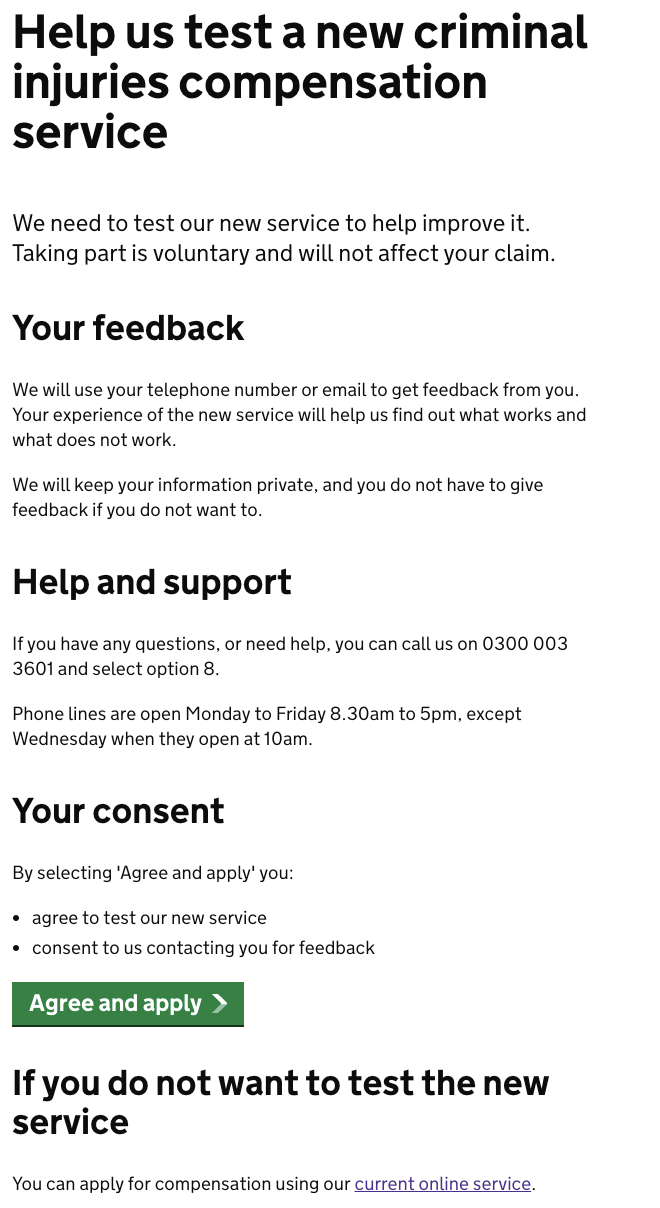 Help us test a new criminal
injuries compensation
service
We need to test our new service to help improve it.
Taking part is voluntary and will not affect your claim.
Your feedback
We will use your telephone number or email to get feedback from you.
Your experience of the new service will help us find out what works and
what does not work.
We will keep your information private, and you do not have to give
feedback if you do not want to.
Help and support
If you have any questions, or need help, you can call us on 0300 003
3601 and select option 8.
Phone lines are open Monday to Friday 8.30am to 5pm, except
Wednesday when they open at 10am.
Your consent
By selecting 'Agree and apply' you:
• agree to test our new service
• consent to us contacting you for feedback
Agree and apply
If you do not want to test the new
service
You can apply for compensation using our current online service.